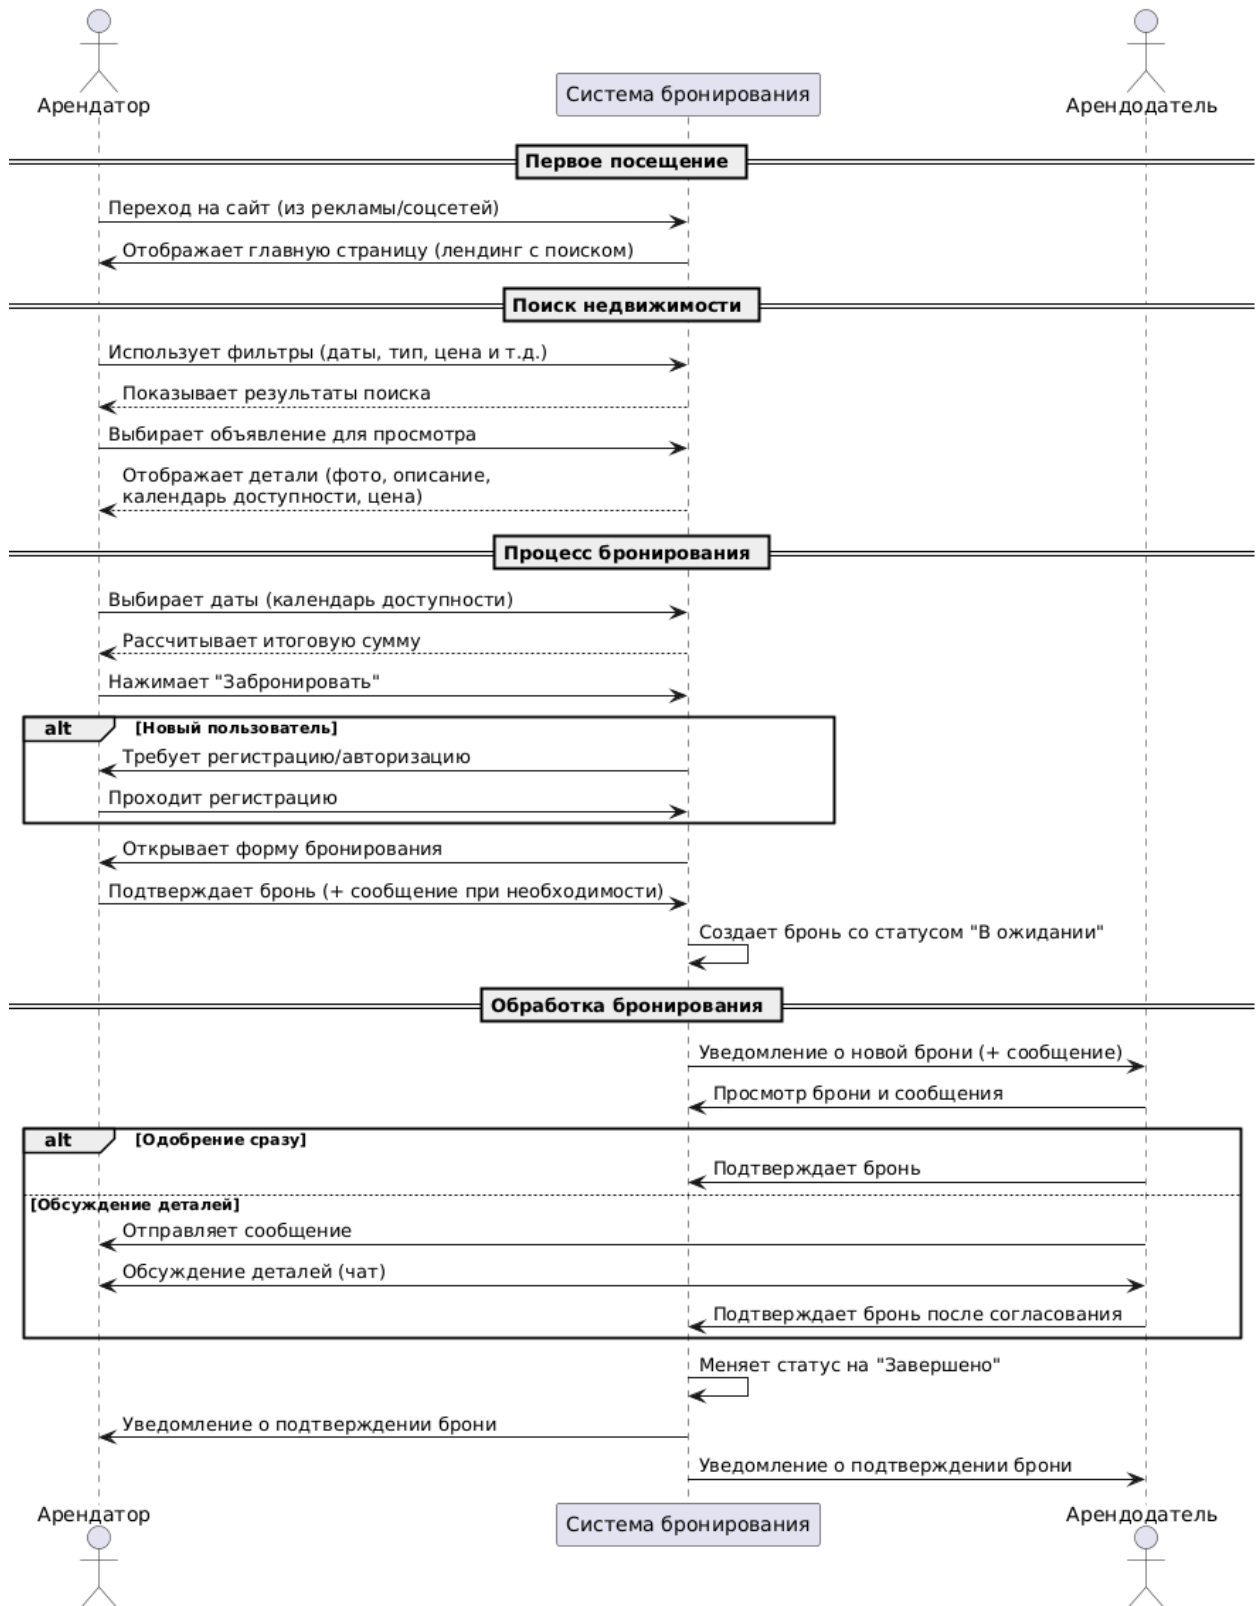 Арендатор
Система бронирования
Арендодатель
Первое посещение
Переход на сайт (из рекламы/соцсетей)
Отображает главную страницу (лендинг с поиском)
Поиск недвижимости
Использует фильтры (даты, тип, цена и т.д.)
Показывает результаты поиска
Выбирает объявление для просмотра
Отображает детали (фото, описание,
календарь доступности, цена)
Процесс бронирования
Выбирает даты (календарь доступности)
Рассчитывает итоговую сумму
Нажимает "Забронировать"
alt [Новый пользователь]
Требует регистрацию/авторизацию
Проходит регистрацию
Открывает форму бронирования
Подтверждает бронь (+ сообщение при необходимости)
Создает бронь со статусом "В ожидании"
Обработка бронирования
Уведомление о новой брони (+ сообщение)
Просмотр брони и сообщения
alt [Одобрение сразу]
Подтверждает бронь
[Обсуждение деталей]
Отправляет сообщение
Обсуждение деталей (чат)
Подтверждает бронь после согласования
Меняет статус на "Завершено"
Уведомление о подтверждении брони
Уведомление о подтверждении брони
Арендатор
Система бронирования
Арендодатель